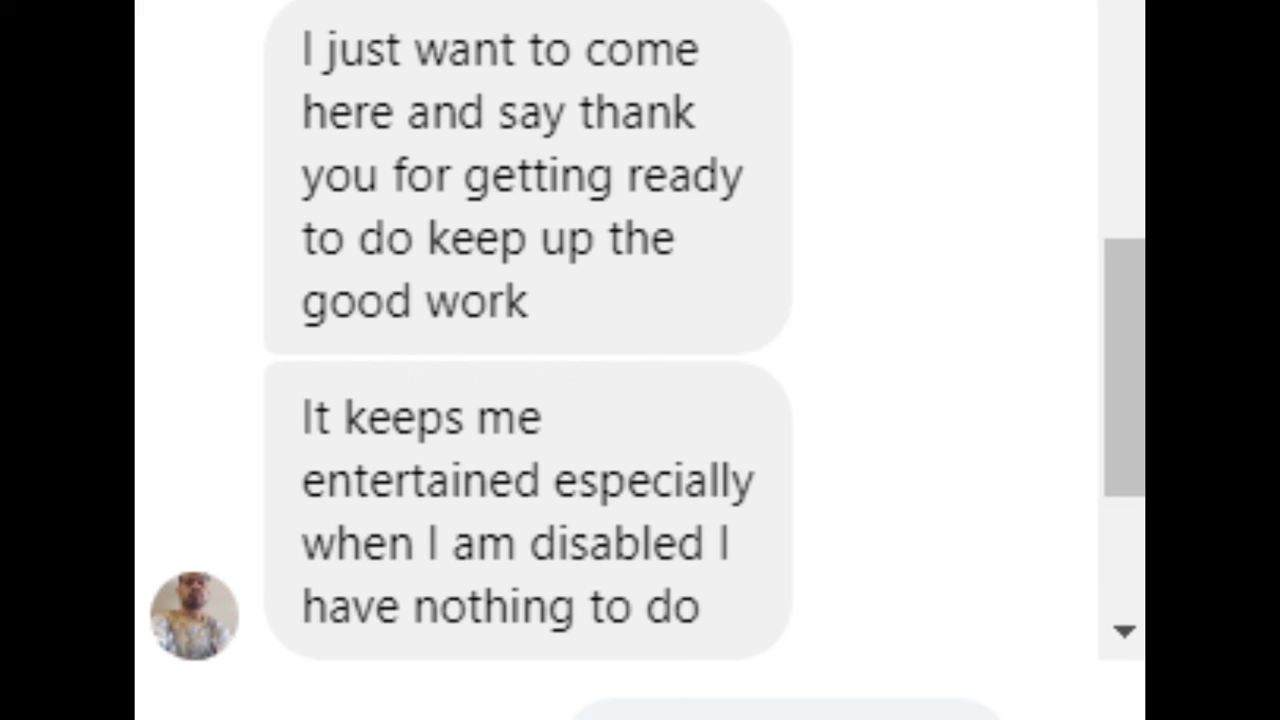 I just want to come
here and say thank
you for getting ready
to do keep up the
good work
It keeps me
entertained especially
when I am disabled I
have nothing to do